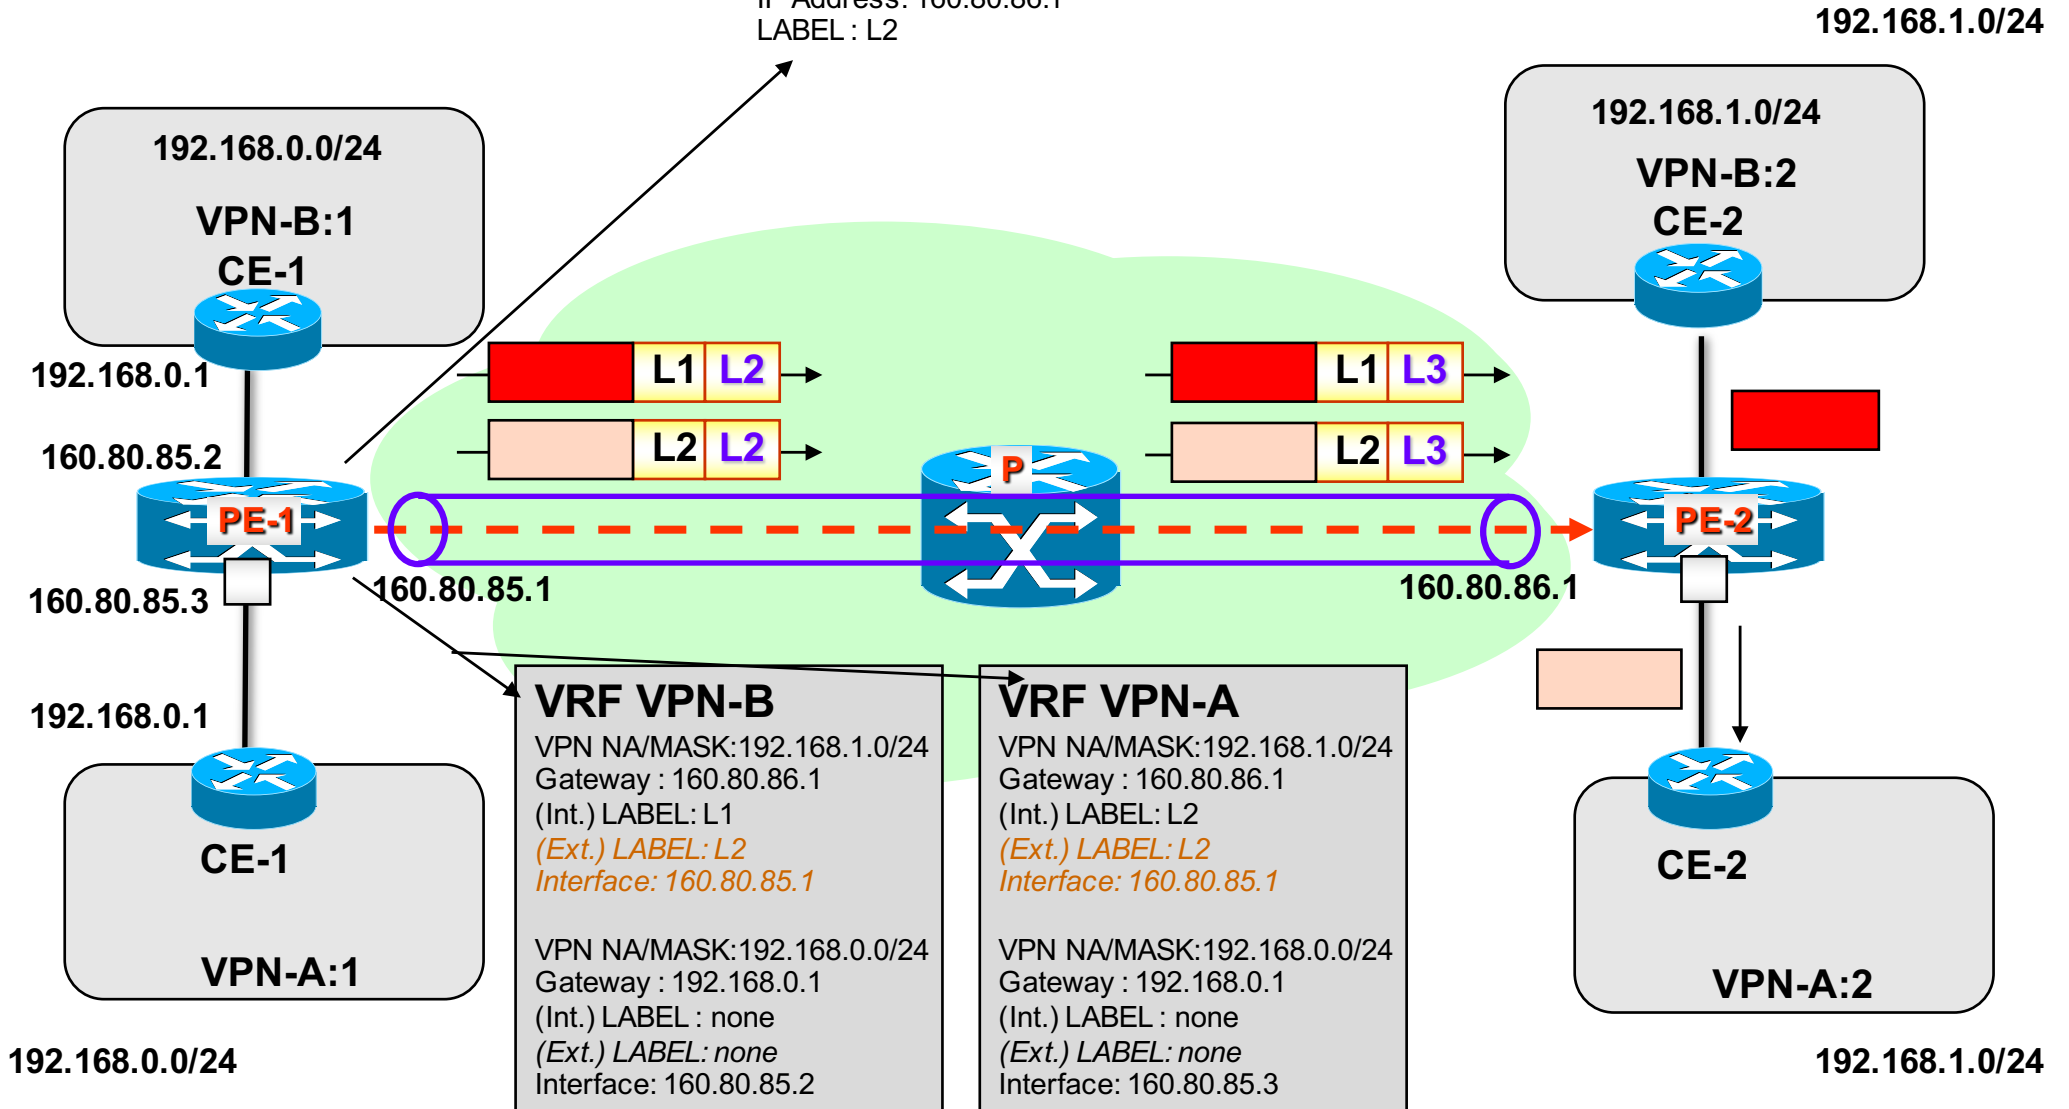 IP Address: 160.80.86.1
LABEL : L2
192.168.1.0/24
192.168.0.0/24
VPN-B:1
CE-1
192.168.1.0/24
VPN-B:2
CE-2
192.168.0.1
L1 L2
L1 L3
160.80.85.2
L2 L2
L2 L3
P
PE-1
PE-2
160.80.85.3
160.80.85.1
160.80.86.1
192.168.0.1
CE-1
VPN-A:1
192.168.0.0/24
VRF VPN-B
VPN NA/MASK:192.168.1.0/24
Gateway : 160.80.86.1
(Int.) LABEL: L1
(Ext.) LABEL: L2
Interface: 160.80.85.1
VPN NA/MASK:192.168.0.0/24
Gateway : 192.168.0.1
(Int.) LABEL : none
(Ext.) LABEL: none
Interface: 160.80.85.2
VRF VPN-A
VPN NA/MASK:192.168.1.0/24
Gateway : 160.80.86.1
(Int.) LABEL: L2
(Ext.) LABEL: L2
Interface: 160.80.85.1
VPN NA/MASK:192.168.0.0/24
Gateway : 192.168.0.1
(Int.) LABEL : none
(Ext.) LABEL: none
Interface: 160.80.85.3
CE-2
VPN-A:2
192.168.1.0/24